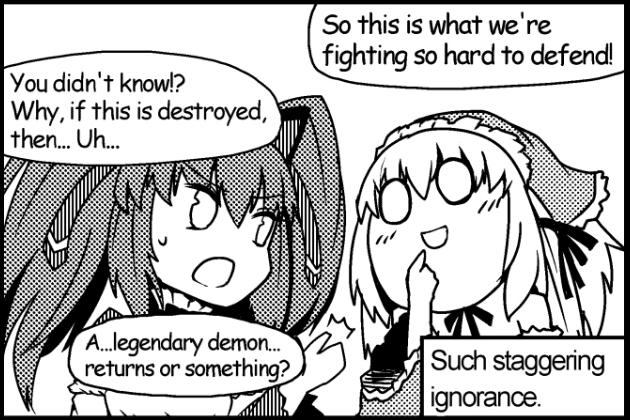 So this is what we're
fighting so hard to defend!
You didn't know!?
Why, if this is destroyed,
then... Uh...
A...legendary demon...
returns or something?
Such staggering
ignorance.